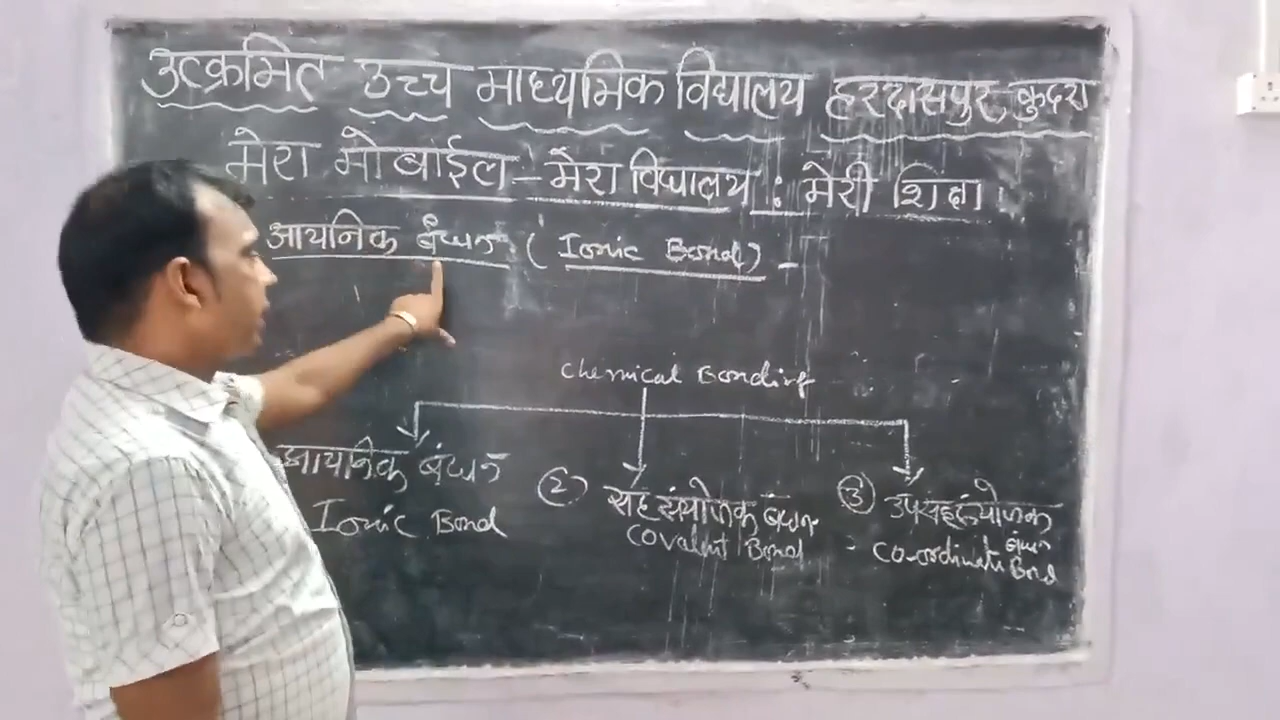 उत्क्रमित उच्च माध्यमिक विद्यालय हरदासपुर, कुदरा
मेरा मोबाईल - मेरा विद्यालय : मेरी शिक्षा
आयनिक बंधन ( Ionic Bond) -
Chemical Bonding
आयनिक बंधन
Ionic Bond
② सह संयोजक बंधन
Covalent Bond
③ उपसहसंयोजक
बंधन
Co-ordinate Bond